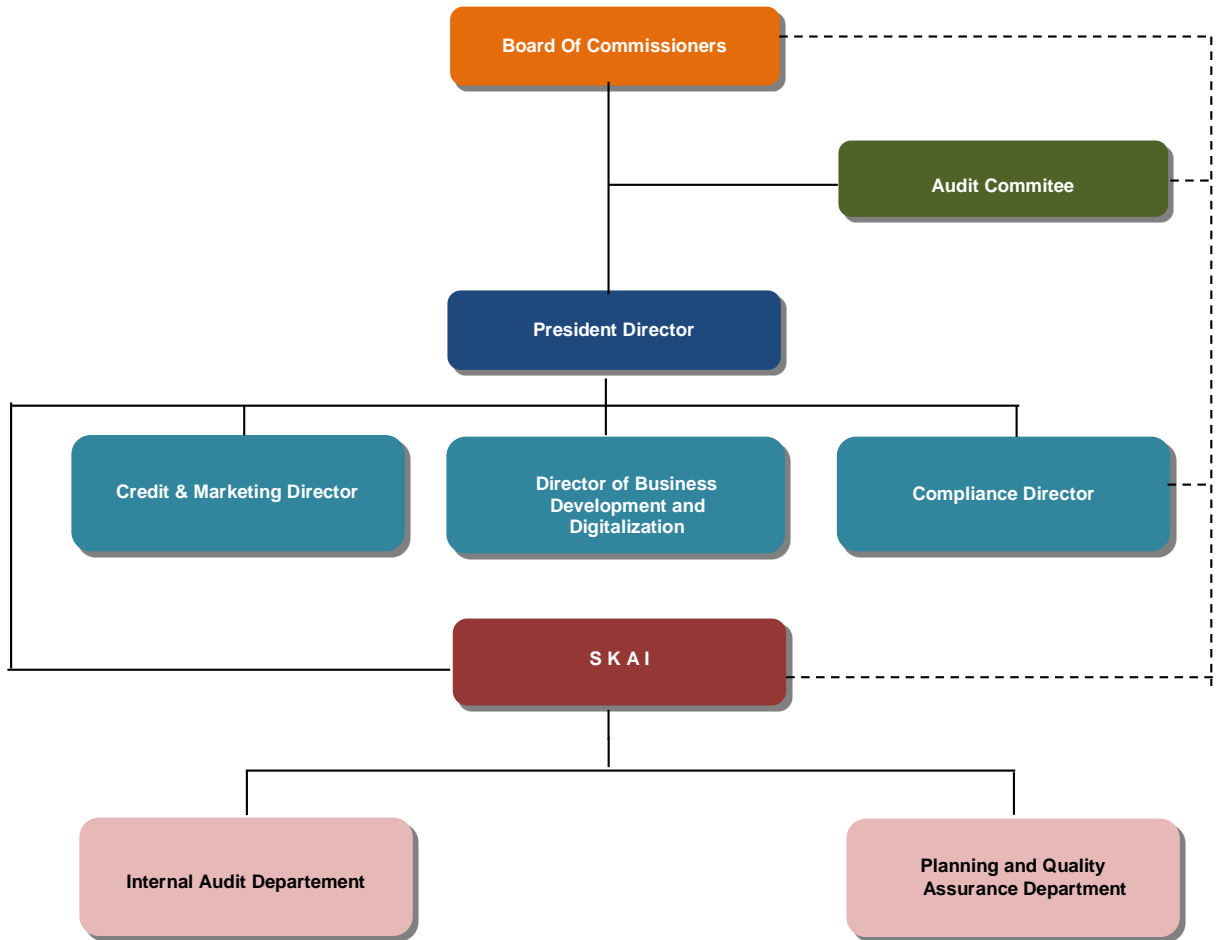 Board Of Commissioners
Audit Commitee
President Director
Credit & Marketing Director
Director of Business
Development and
Digitalization
Compliance Director
S K A I
Internal Audit Departement
Planning and Quality
Assurance Department